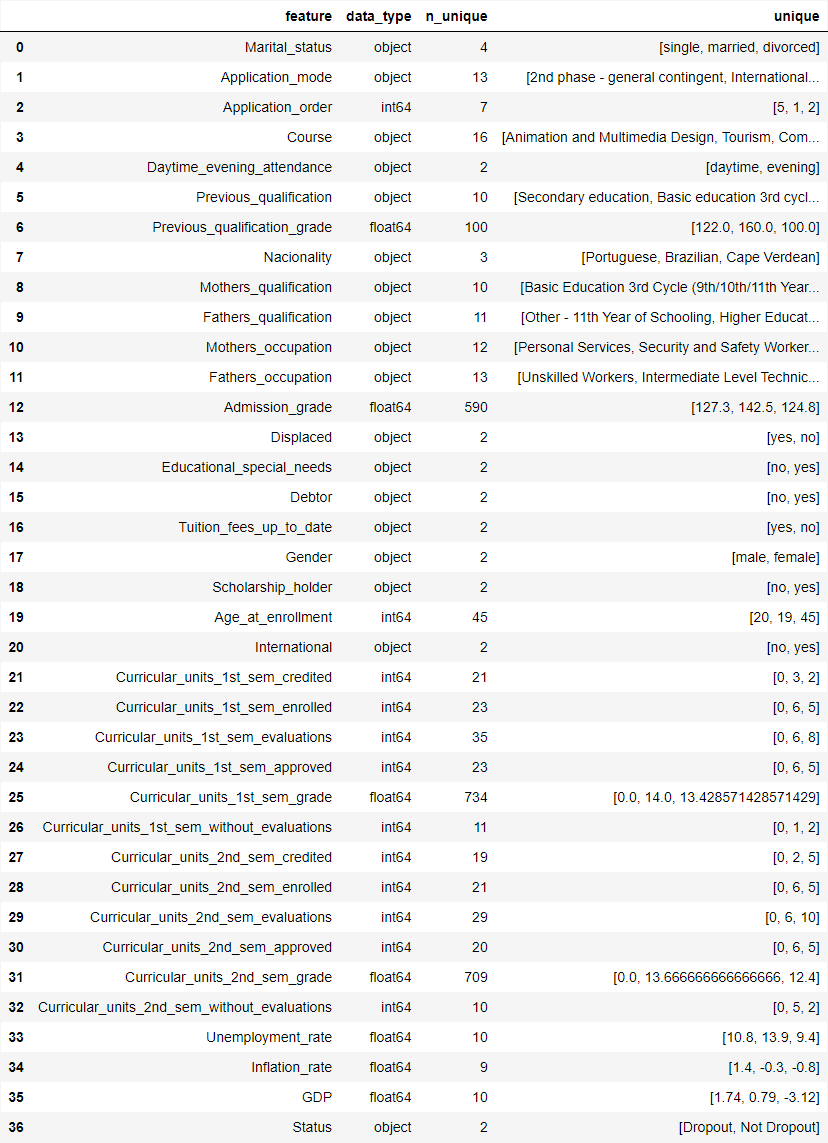 feature data_type n_unique unique
0 Marital_status object 4 [single, married, divorced]
1 Application_mode object 13 [2nd phase - general contingent, International...
2 Application_order int64 7 [5, 1, 2]
3 Course object 16 [Animation and Multimedia Design, Tourism, Com...
4 Daytime_evening_attendance object 2 [daytime, evening]
5 Previous_qualification object 10 [Secondary education, Basic education 3rd cycl...
6 Previous_qualification_grade float64 100 [122.0, 160.0, 100.0]
7 Nacionality object 3 [Portuguese, Brazilian, Cape Verdean]
8 Mothers_qualification object 10 [Basic Education 3rd Cycle (9th/10th/11th Year...
9 Fathers_qualification object 11 [Other - 11th Year of Schooling, Higher Educat...
10 Mothers_occupation object 12 [Personal Services, Security and Safety Worker...
11 Fathers_occupation object 13 [Unskilled Workers, Intermediate Level Technic...
12 Admission_grade float64 590 [127.3, 142.5, 124.8]
13 Displaced object 2 [yes, no]
14 Educational_special_needs object 2 [no, yes]
15 Debtor object 2 [no, yes]
16 Tuition_fees_up_to_date object 2 [yes, no]
17 Gender object 2 [male, female]
18 Scholarship_holder object 2 [no, yes]
19 Age_at_enrollment int64 45 [20, 19, 45]
20 International object 2 [no, yes]
21 Curricular_units_1st_sem_credited int64 21 [0, 3, 2]
22 Curricular_units_1st_sem_enrolled int64 23 [0, 6, 5]
23 Curricular_units_1st_sem_evaluations int64 35 [0, 6, 8]
24 Curricular_units_1st_sem_approved int64 23 [0, 6, 5]
25 Curricular_units_1st_sem_grade float64 734 [0.0, 14.0, 13.428571428571429]
26 Curricular_units_1st_sem_without_evaluations int64 11 [0, 1, 2]
27 Curricular_units_2nd_sem_credited int64 19 [0, 2, 5]
28 Curricular_units_2nd_sem_enrolled int64 21 [0, 6, 5]
29 Curricular_units_2nd_sem_evaluations int64 29 [0, 6, 10]
30 Curricular_units_2nd_sem_approved int64 20 [0, 6, 5]
31 Curricular_units_2nd_sem_grade float64 709 [0.0, 13.666666666666666, 12.4]
32 Curricular_units_2nd_sem_without_evaluations int64 10 [0, 5, 2]
33 Unemployment_rate float64 10 [10.8, 13.9, 9.4]
34 Inflation_rate float64 9 [1.4, -0.3, -0.8]
35 GDP float64 10 [1.74, 0.79, -3.12]
36 Status object 2 [Dropout, Not Dropout]